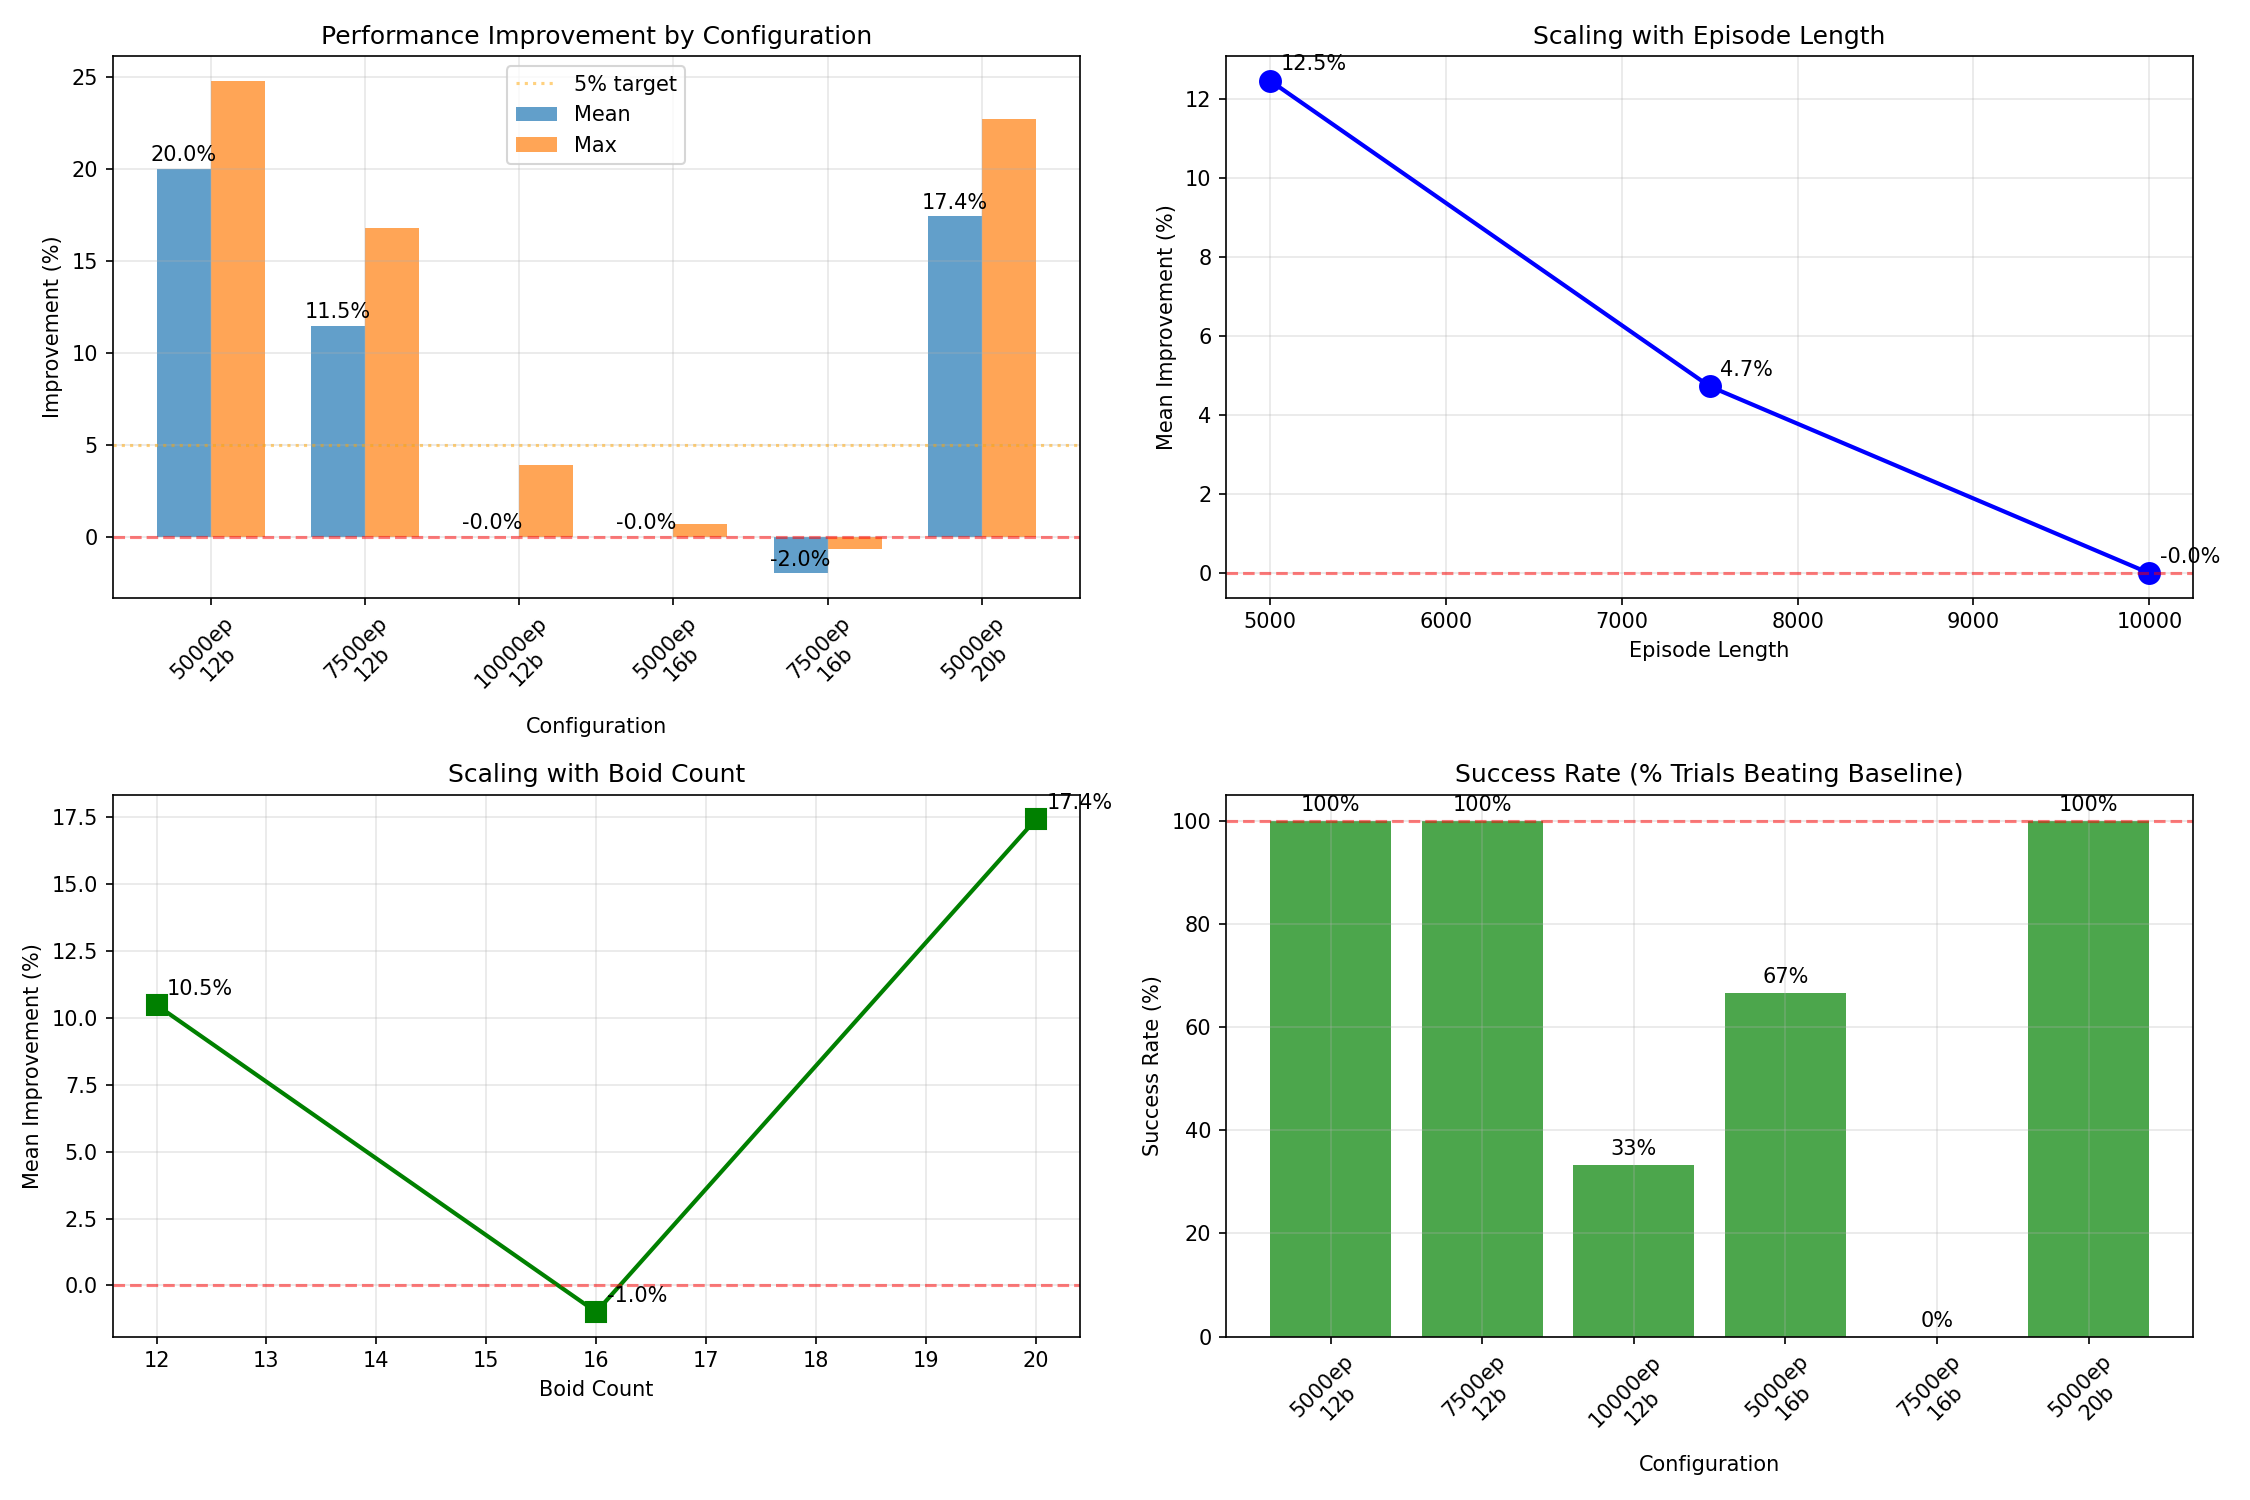 Performance Improvement by Configuration
Improvement (%)
25
20
15
10
5
0
5% target
Mean
Max
20.0%
11.5%
-0.0%
-0.0%
-2.0%
17.4%
5000ep
12b
7500ep
12b
10000ep
12b
5000ep
16b
7500ep
16b
5000ep
20b
Configuration
Scaling with Episode Length
Mean Improvement (%)
12
10
8
6
4
2
0
12.5%
4.7%
-0.0%
5000
6000
7000
8000
9000
10000
Episode Length
Scaling with Boid Count
Mean Improvement (%)
17.5
15.0
12.5
10.0
7.5
5.0
2.5
0.0
10.5%
-1.0%
17.4%
12
13
14
15
16
17
18
19
20
Boid Count
Success Rate (% Trials Beating Baseline)
Success Rate (%)
100
80
60
40
20
0
100%
100%
33%
67%
0%
100%
5000ep
12b
7500ep
12b
10000ep
12b
5000ep
16b
7500ep
16b
5000ep
20b
Configuration